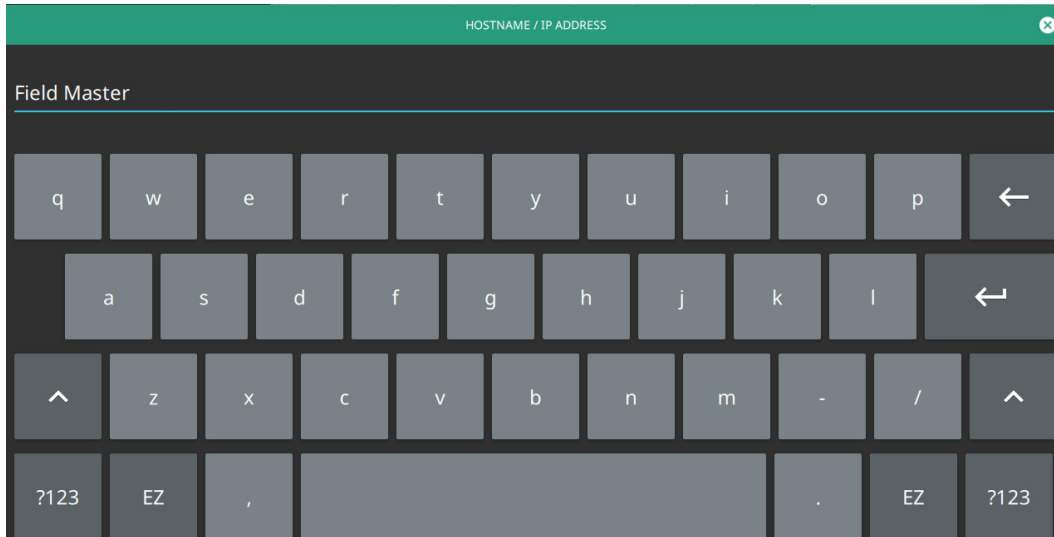 HOSTNAME / IP ADDRESS
Field Master
q w e r t y u i o p
a s d f g h j k l
z x c v b n m - /
?123 EZ , . EZ ?123